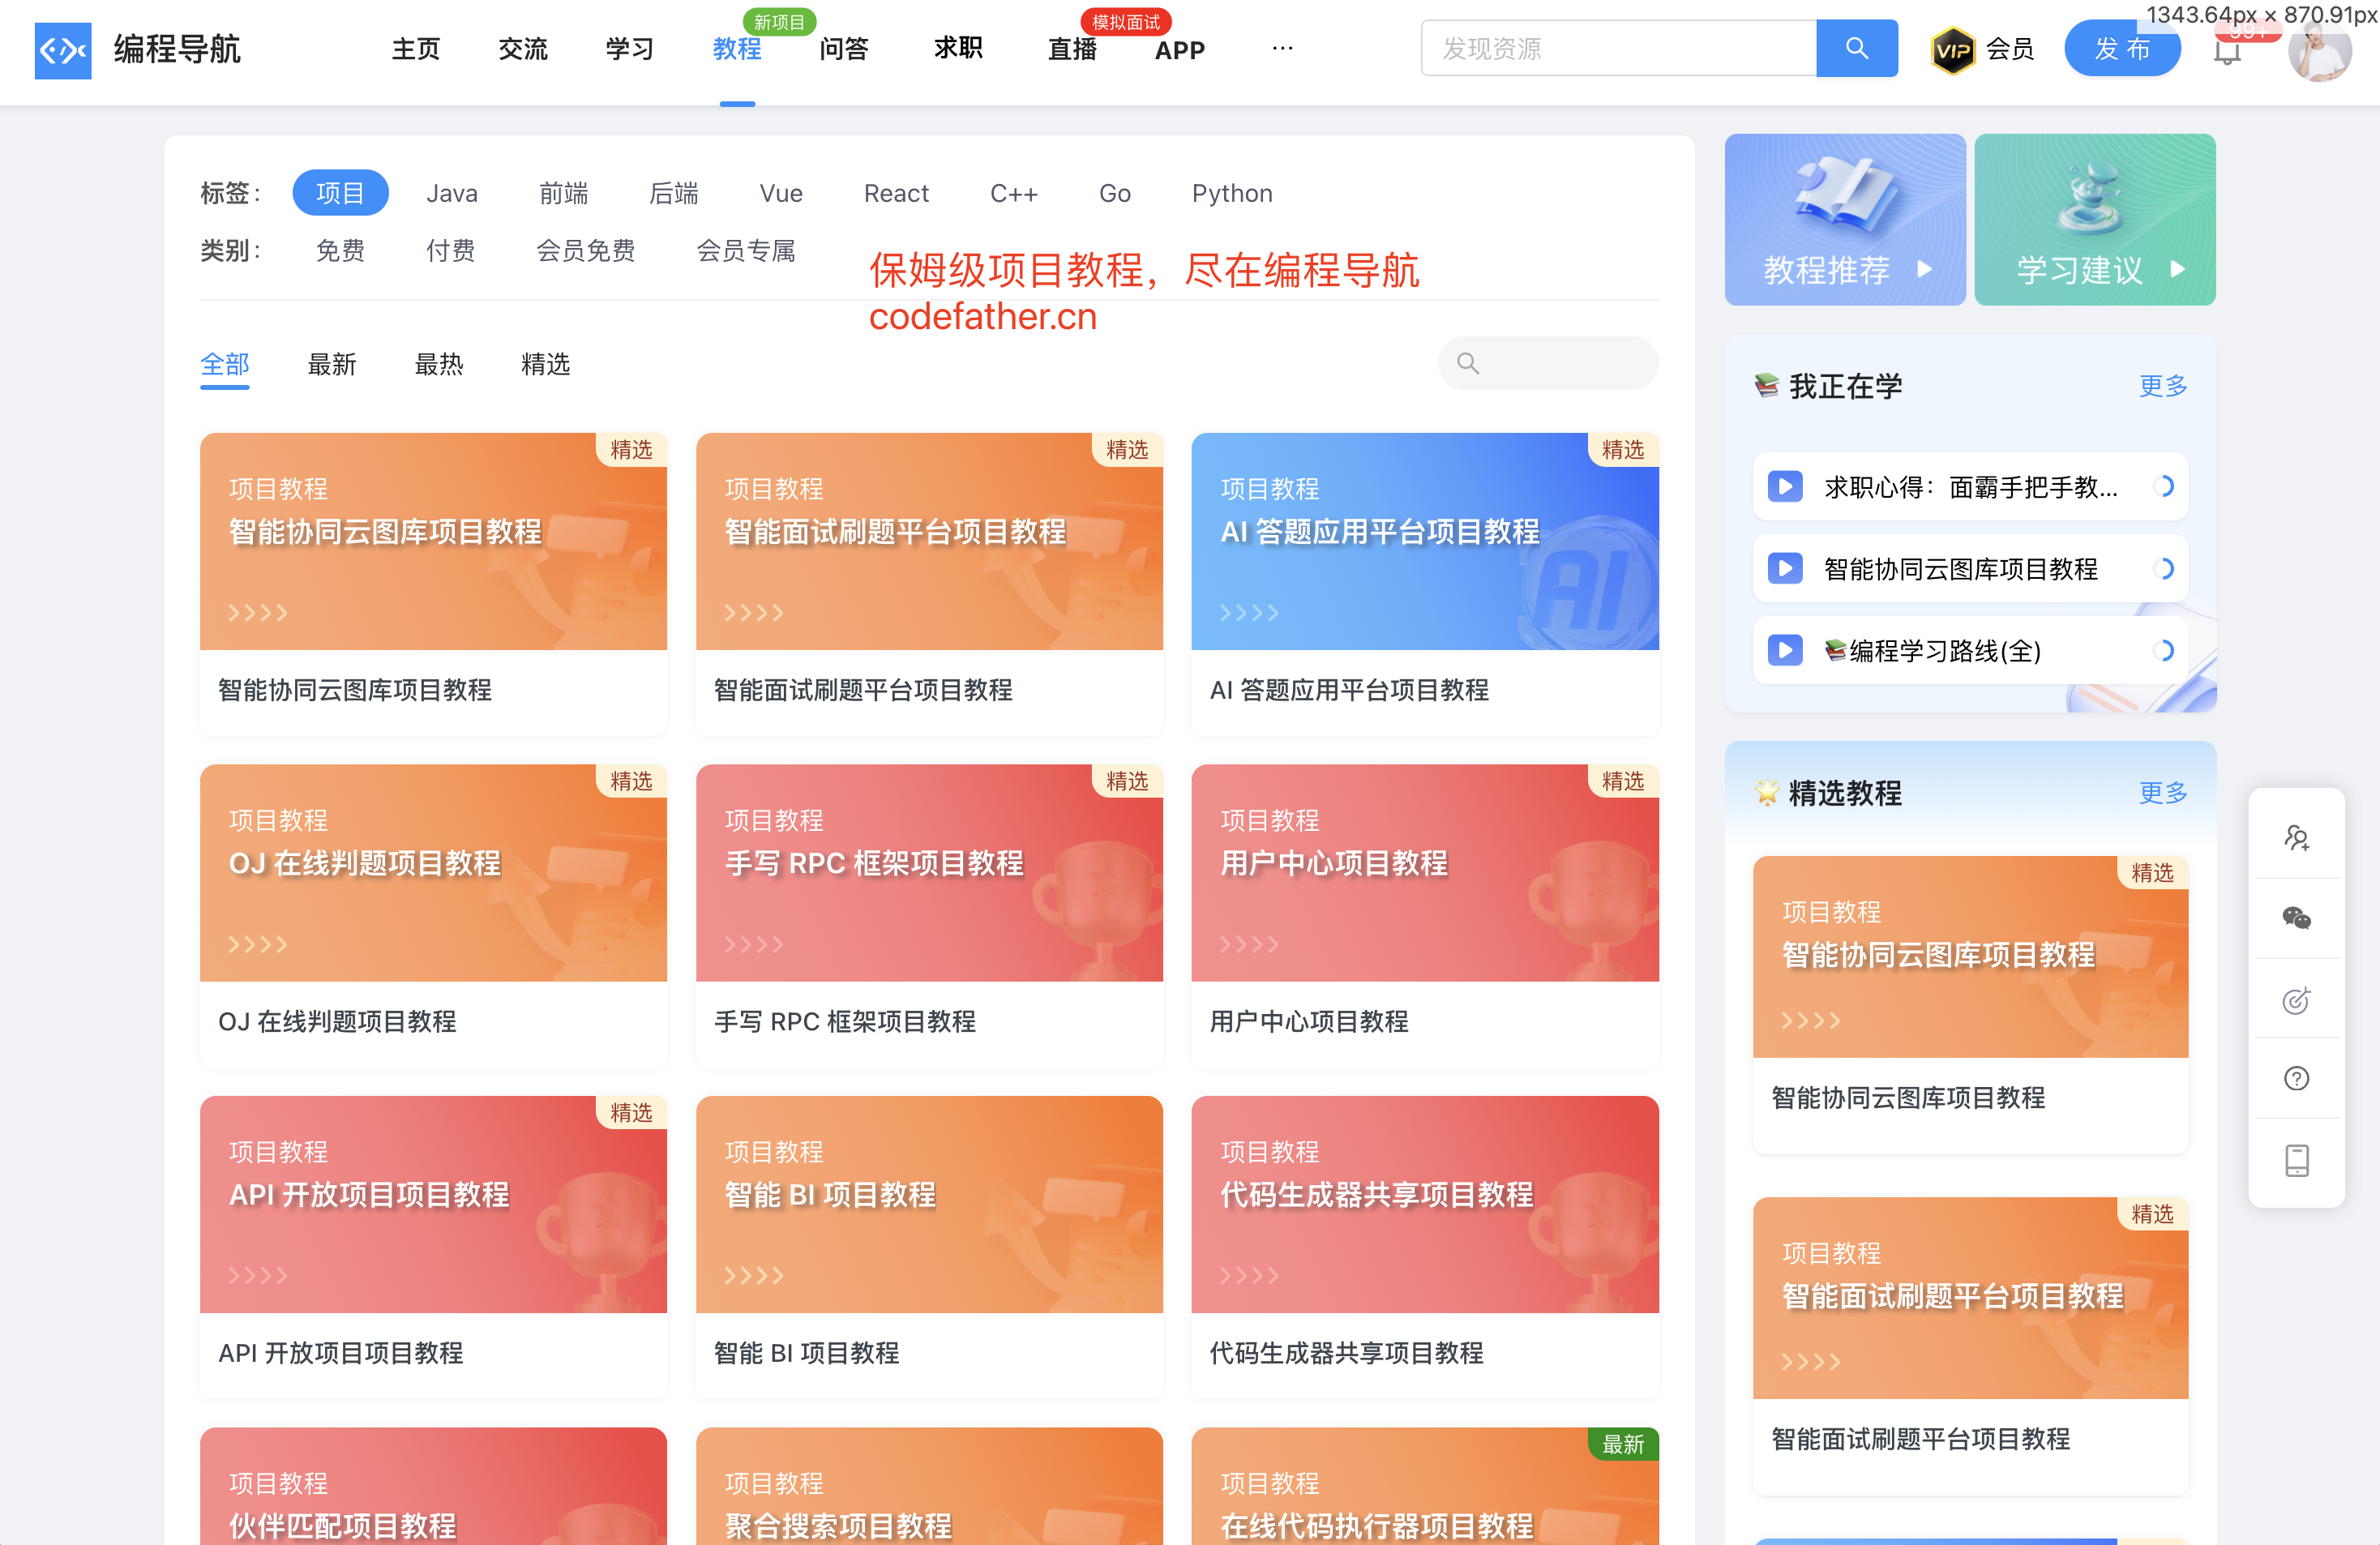 1343.64px × 870.91px
编程导航
主页
交流
学习
教程
新项目
问答
求职
直播
模拟面试
APP
···
发现资源
VIP
会员
发布
99+
标签：
项目
Java
前端
后端
Vue
React
C++
Go
Python
类别：
免费
付费
会员免费
会员专属
保姆级项目教程，尽在编程导航
codefather.cn
全部
最新
最热
精选
精选
项目教程
智能协同云图库项目教程
智能协同云图库项目教程
精选
项目教程
智能面试刷题平台项目教程
智能面试刷题平台项目教程
精选
项目教程
AI 答题应用平台项目教程
AI
AI 答题应用平台项目教程
精选
项目教程
OJ 在线判题项目教程
OJ 在线判题项目教程
精选
项目教程
手写 RPC 框架项目教程
手写 RPC 框架项目教程
精选
项目教程
用户中心项目教程
用户中心项目教程
精选
项目教程
API 开放项目项目教程
API 开放项目项目教程
项目教程
智能 BI 项目教程
智能 BI 项目教程
项目教程
代码生成器共享项目教程
代码生成器共享项目教程
项目教程
伙伴匹配项目教程
项目教程
聚合搜索项目教程
最新
项目教程
在线代码执行器项目教程
教程推荐
学习建议
我正在学
更多
求职心得：面霸手把手教...
智能协同云图库项目教程
编程学习路线(全)
精选教程
更多
精选
项目教程
智能协同云图库项目教程
智能协同云图库项目教程
精选
项目教程
智能面试刷题平台项目教程
智能面试刷题平台项目教程